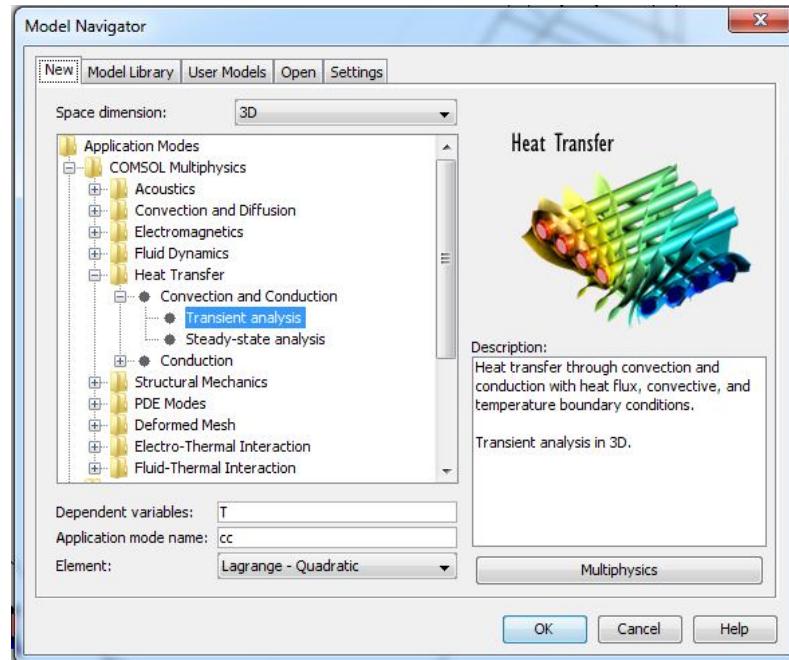 Model Navigator
New Model Library User Models Open Settings
Space dimension: 3D
Application Modes
COMSOL Multiphysics
Acoustics
Convection and Diffusion
Electromagnetics
Fluid Dynamics
Heat Transfer
Convection and Conduction
Transient analysis
Steady-state analysis
Conduction
Structural Mechanics
PDE Modes
Deformed Mesh
Electro-Thermal Interaction
Fluid-Thermal Interaction
Dependent variables: T
Application mode name: cc
Element: Lagrange - Quadratic
Heat Transfer
Description:
Heat transfer through convection and
conduction with heat flux, convective, and
temperature boundary conditions.
Transient analysis in 3D.
Multiphysics
OK Cancel Help